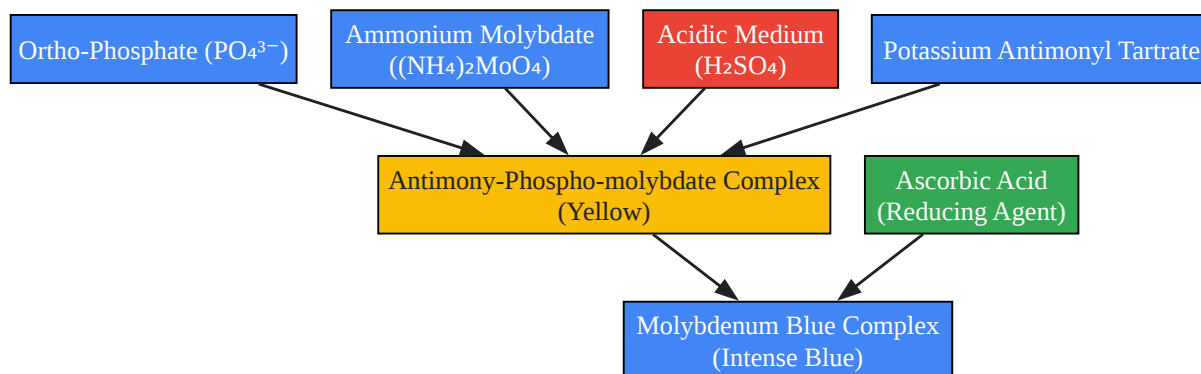 Ortho-Phosphate (PO₄³⁻)
Ammonium Molybdate
((NH₄)₂MoO₄)
Acidic Medium
(H₂SO₄)
Potassium Antimonyl Tartrate
Antimony-Phospho-molybdate Complex
(Yellow)
Ascorbic Acid
(Reducing Agent)
Molybdenum Blue Complex
(Intense Blue)